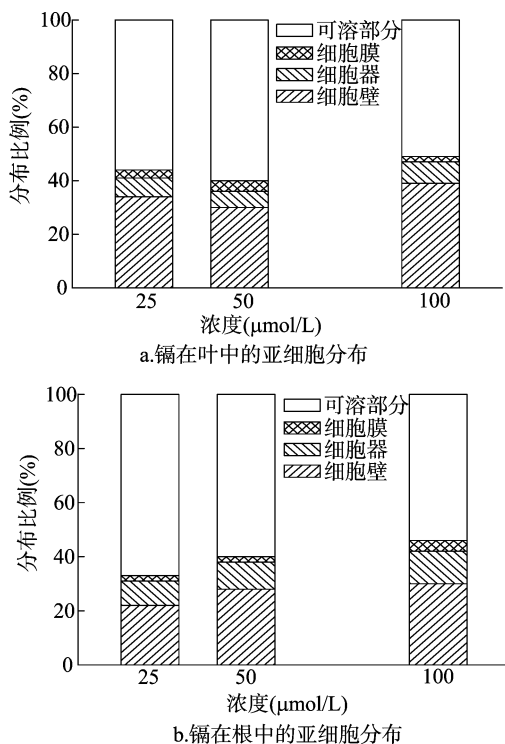 100
80
60
40
20
0
分布比例(%)
可溶部分
细胞膜
细胞器
细胞壁
25 50 100
浓度(μmol/L)
a.镉在叶中的亚细胞分布
100
80
60
40
20
0
分布比例(%)
可溶部分
细胞膜
细胞器
细胞壁
25 50 100
浓度(μmol/L)
b.镉在根中的亚细胞分布